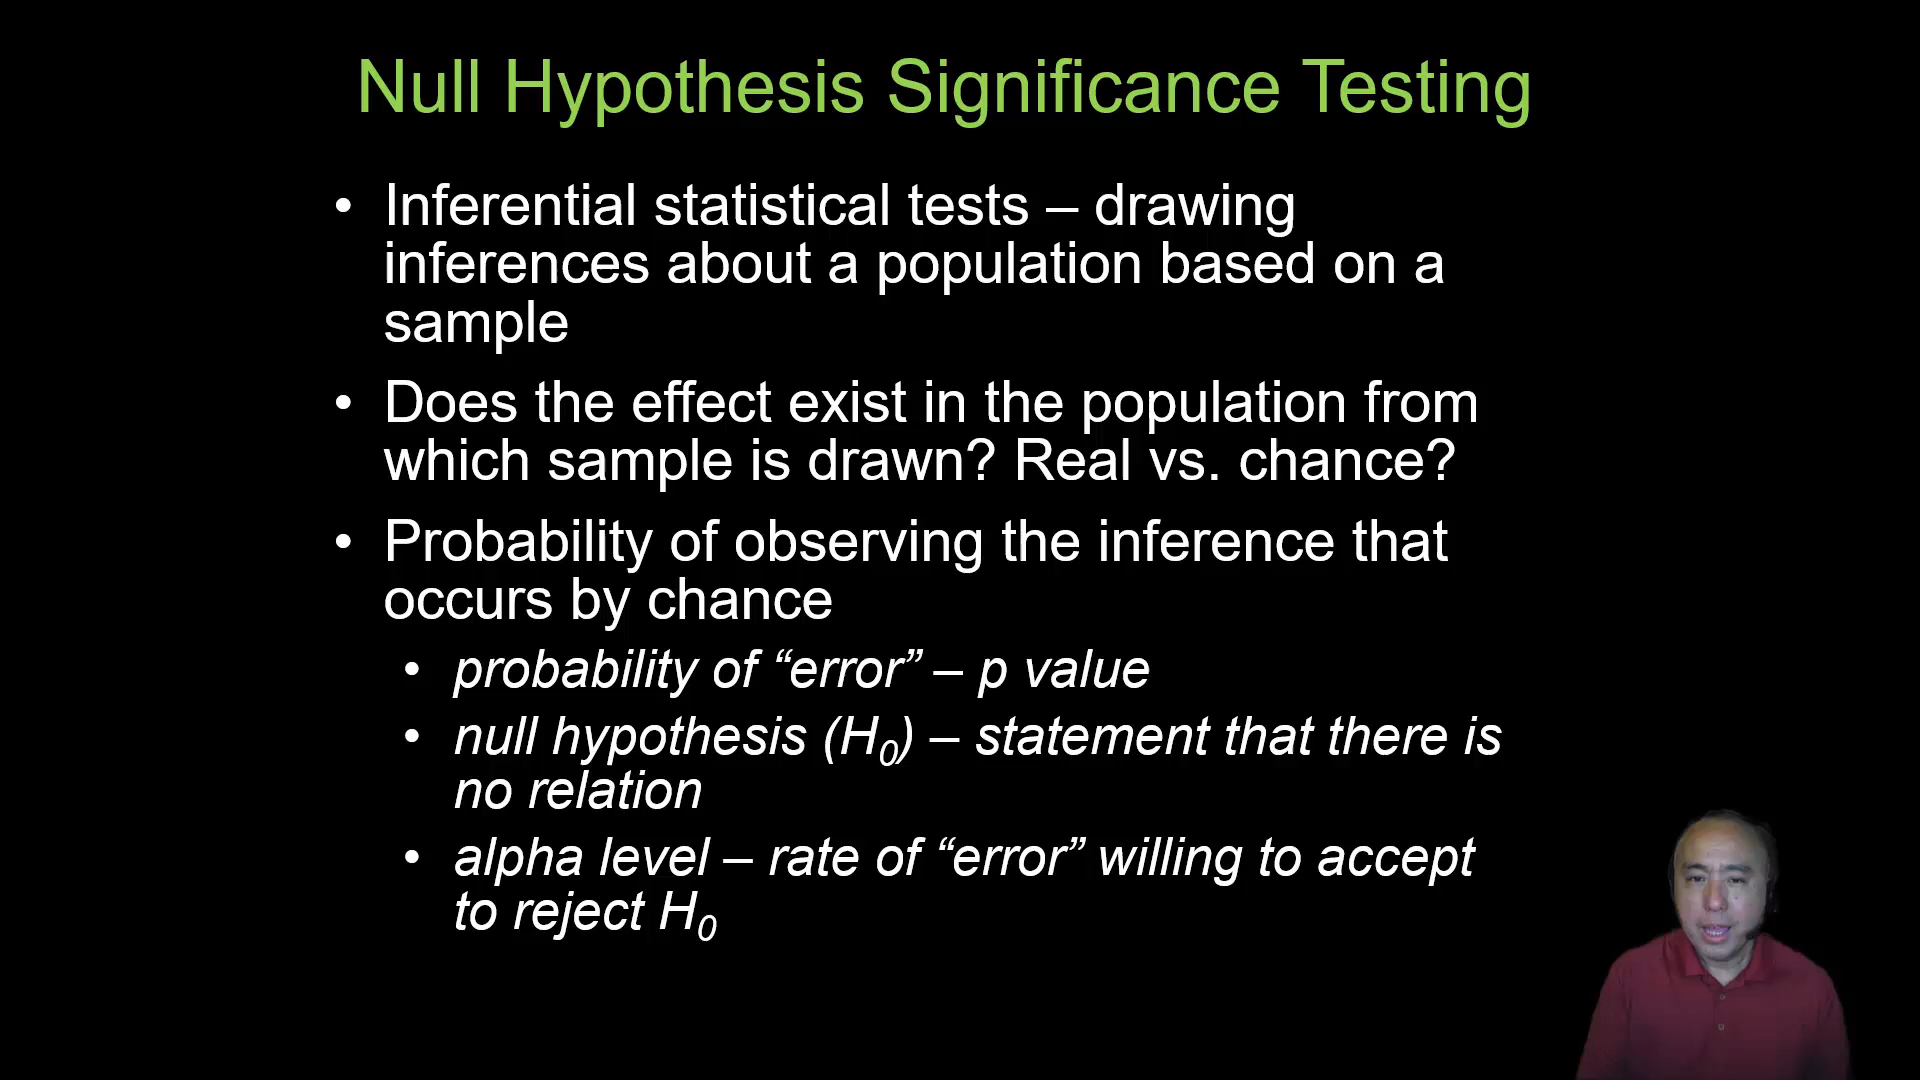 Null Hypothesis Significance Testing
• Inferential statistical tests – drawing
inferences about a population based on a
sample
• Does the effect exist in the population from
which sample is drawn? Real vs. chance?
• Probability of observing the inference that
occurs by chance
• probability of “error” – p value
• null hypothesis (H₀) – statement that there is
no relation
• alpha level – rate of “error” willing to accept
to reject H₀